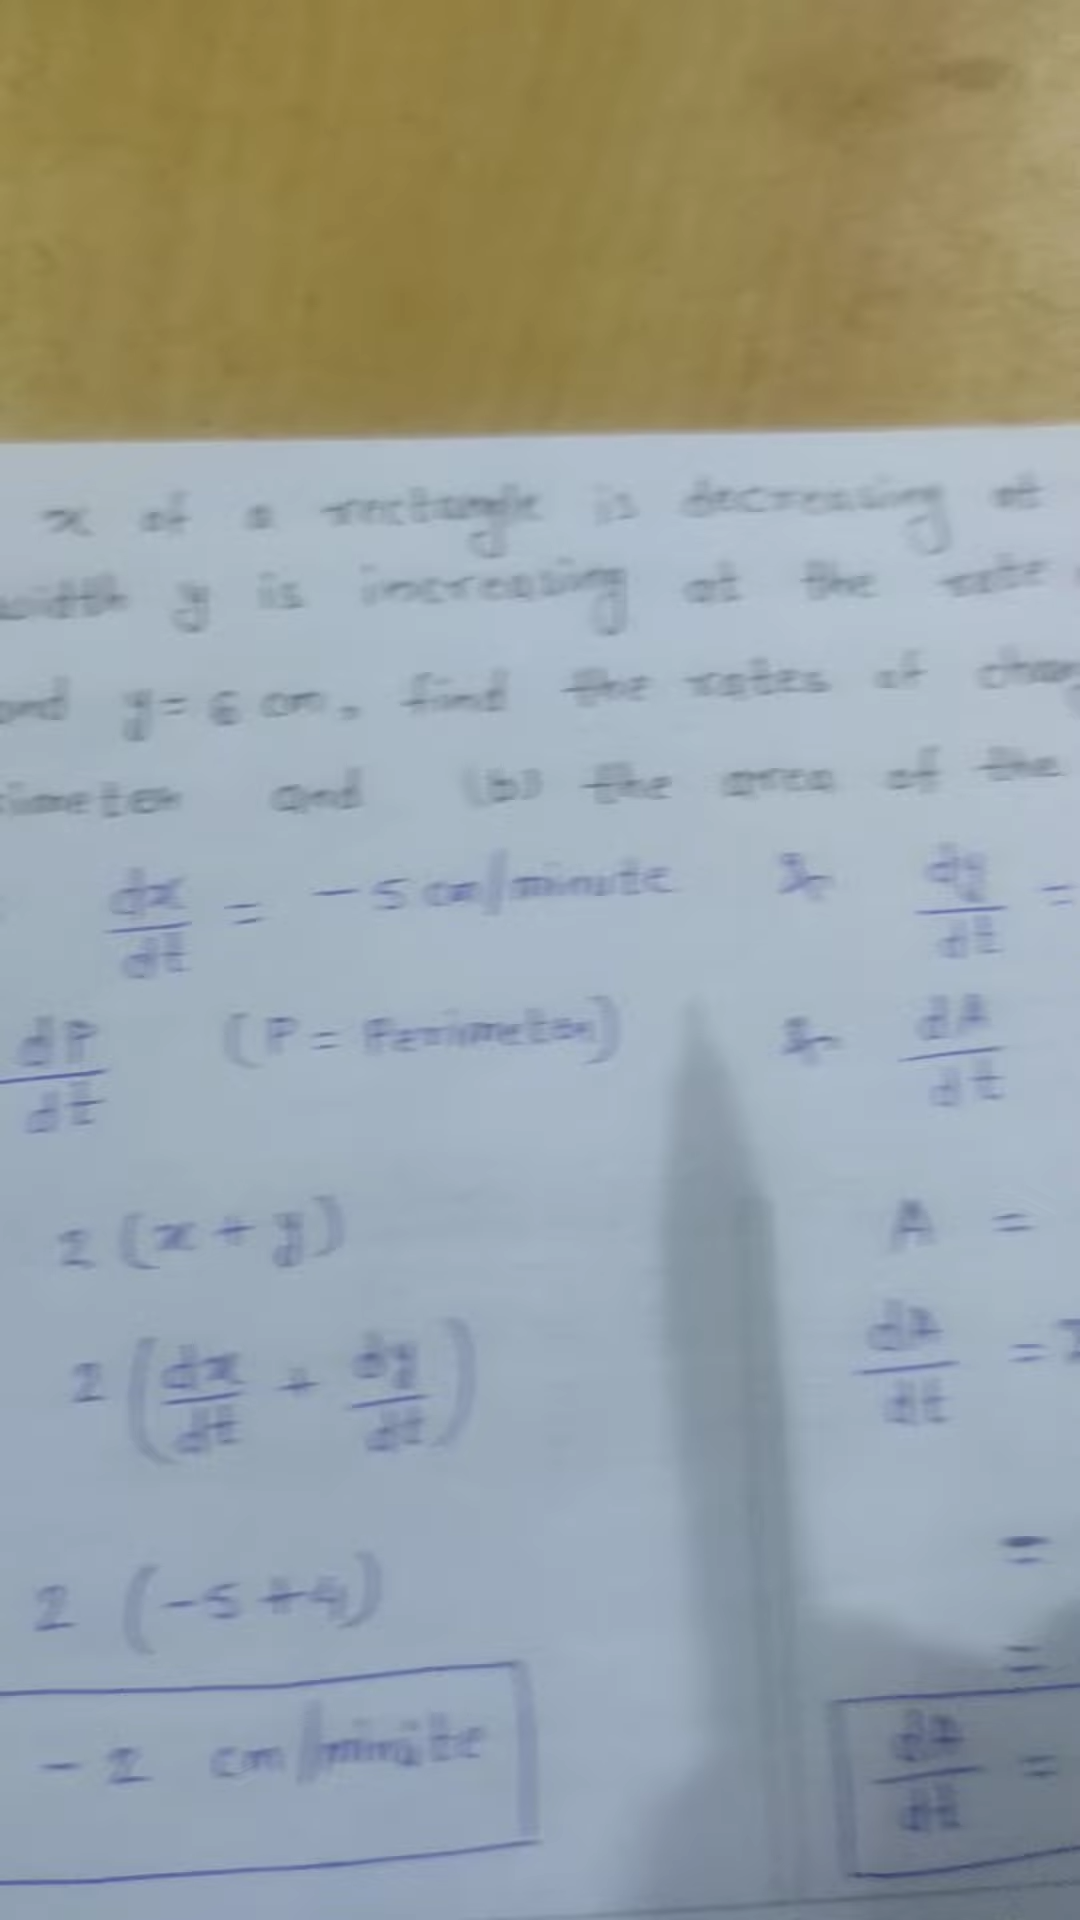 x of a rectangle is decreasing at
width y is increasing at the rate
and y = 6 cm, find the rates of chang
rimeter and (b) the area of the
dx/dt = -5 cm/minute & dy/dt =
dP/dt (P = Perimeter) & dA/dt
2 (x + y) A =
2 (dx/dt + dy/dt) dA/dt =
2 (-5 + 4) =
=
-2 cm/minute dA/dt =